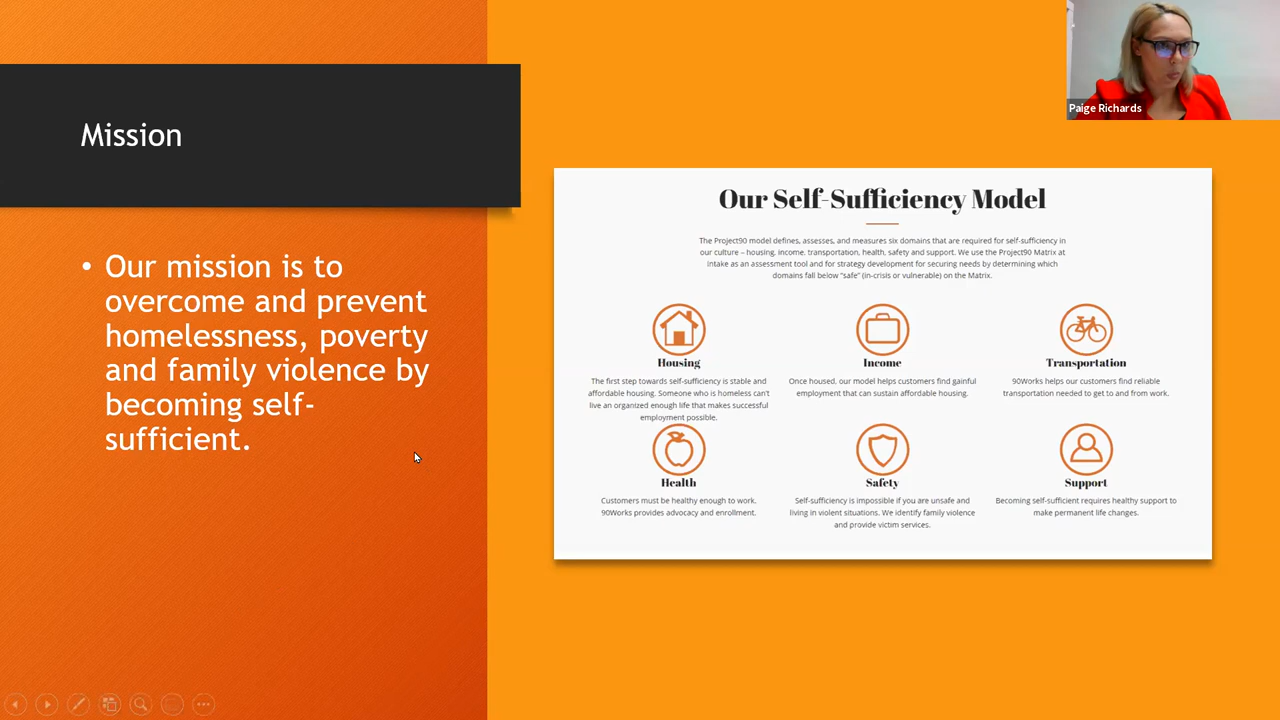 Paige Richards
Mission
• Our mission is to
overcome and prevent
homelessness, poverty
and family violence by
becoming self-
sufficient.
Our Self-Sufficiency Model
The Project90 model defines, assesses, and measures six domains that are required for self-sufficiency in
our culture – housing, income, transportation, health, safety and support. We use the Project90 Matrix at
Intake as an assessment tool and for strategy development for securing needs by determining which
domains fall below "safe" (in-crisis or vulnerable) on the Matrix.
Housing
The first step towards self-sufficiency is stable and
affordable housing. Someone who is homeless can't
live an organized enough life that makes successful
employment possible.
Income
Once housed, our model helps customers find gainful
employment that can sustain affordable housing.
Transportation
90Works helps our customers find reliable
transportation needed to get to and from work.
Health
Customers must be healthy enough to work.
90Works provides advocacy and enrollment.
Safety
Self-sufficiency is impossible if you are unsafe and
living in violent situations. We identify family violence
and provide victim services.
Support
Becoming self-sufficient requires healthy support to
make permanent life changes.